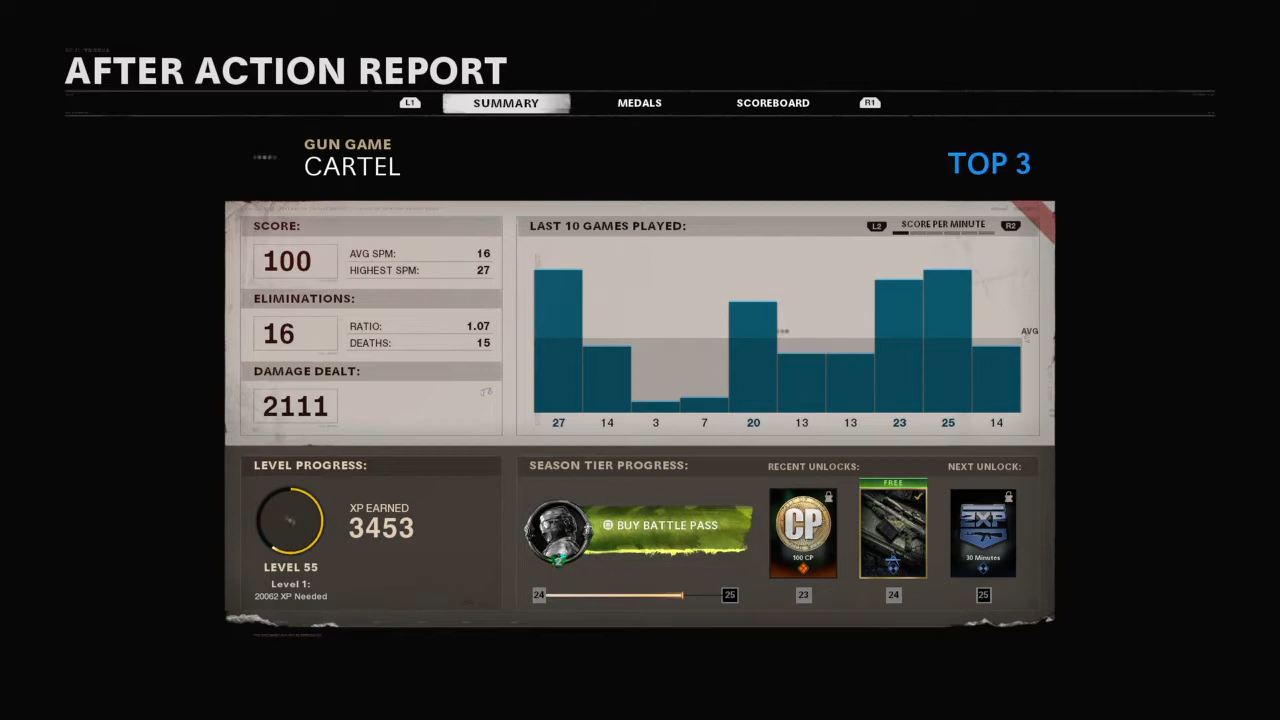 AFTER ACTION REPORT
L1 SUMMARY MEDALS SCOREBOARD R1
GUN GAME
CARTEL
TOP 3
SCORE:
100
AVG SPM: 16
HIGHEST SPM: 27
ELIMINATIONS:
16
RATIO: 1.07
DEATHS: 15
DAMAGE DEALT:
2111
LAST 10 GAMES PLAYED:
L2 SCORE PER MINUTE R2
AVG
27 14 3 7 20 13 13 23 25 14
LEVEL PROGRESS:
XP EARNED
3453
LEVEL 55
Level 1:
20062 XP Needed
SEASON TIER PROGRESS:
BUY BATTLE PASS
24 25
RECENT UNLOCKS:
CP
100 CP
23
FREE
24
NEXT UNLOCK:
2XP
30 Minutes
25